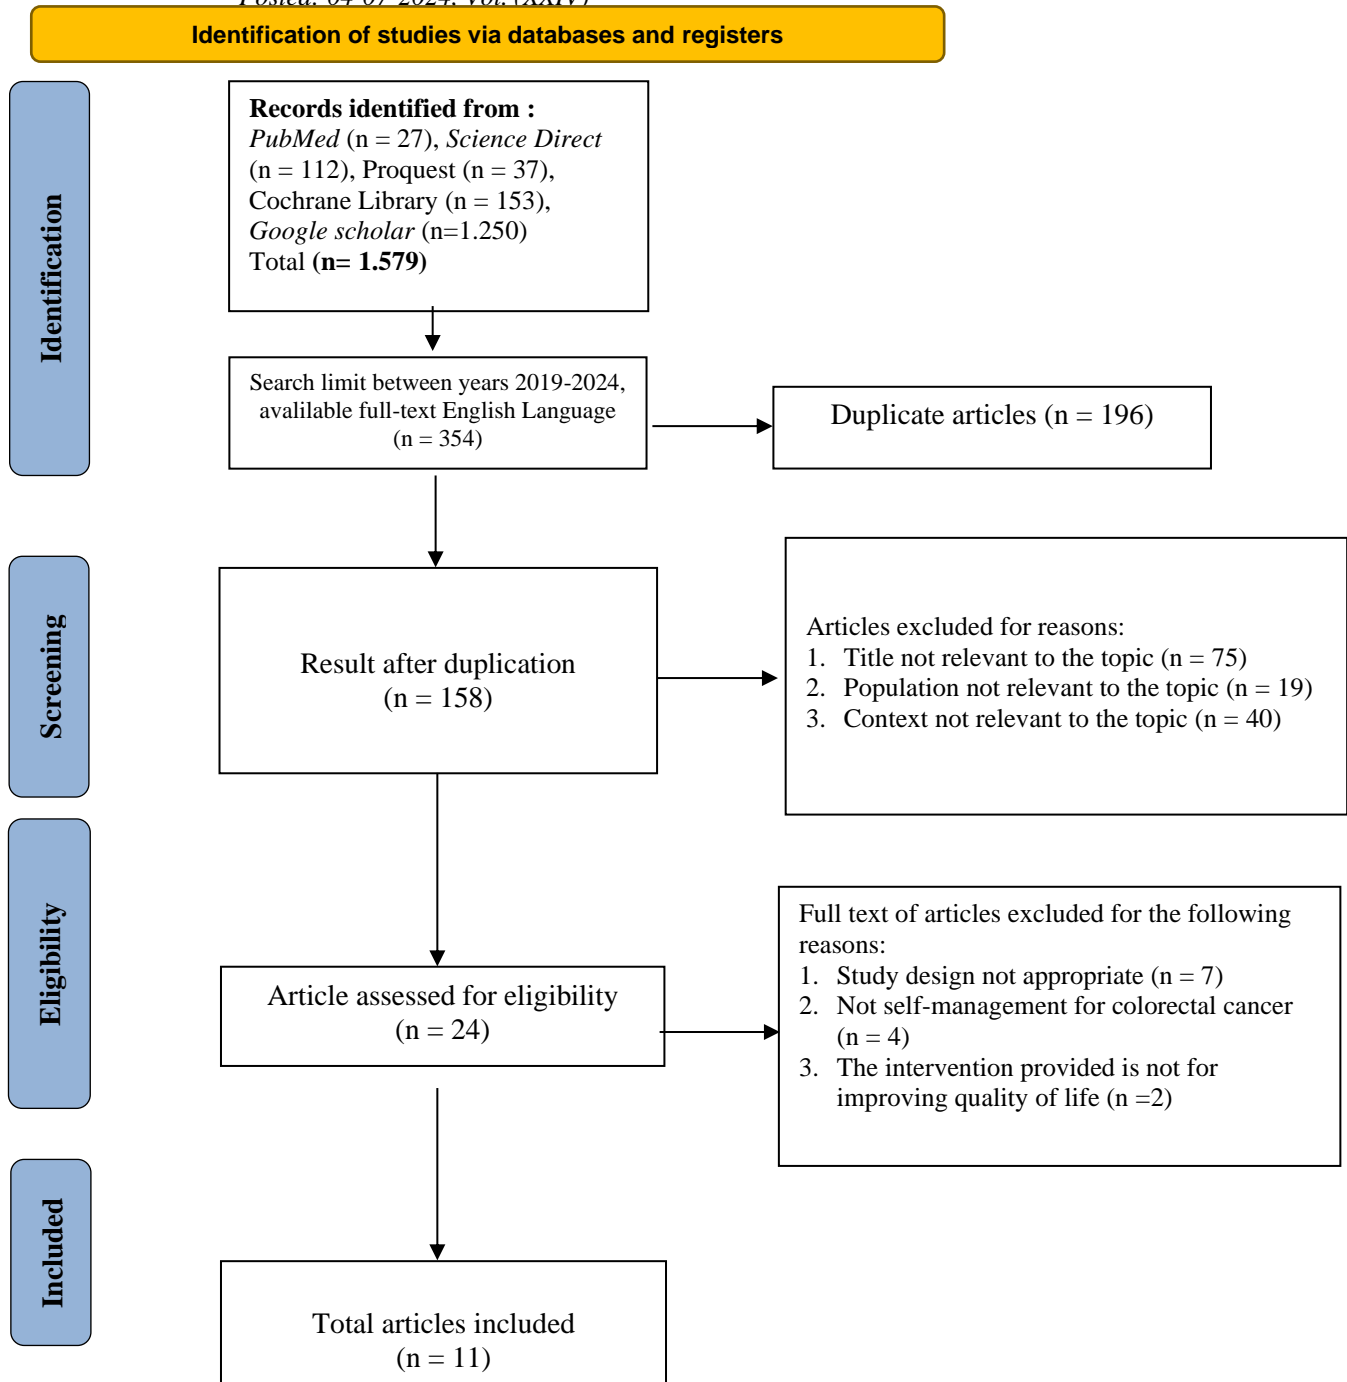 Posted: 04-07-2024, Vol. (XXIV)
Identification of studies via databases and registers
Identification
Records identified from :
PubMed (n = 27), Science Direct
(n = 112), Proquest (n = 37),
Cochrane Library (n = 153),
Google scholar (n=1.250)
Total (n= 1.579)
Search limit between years 2019-2024,
avalilable full-text English Language
(n = 354)
Duplicate articles (n = 196)
Screening
Result after duplication
(n = 158)
Articles excluded for reasons:
1. Title not relevant to the topic (n = 75)
2. Population not relevant to the topic (n = 19)
3. Context not relevant to the topic (n = 40)
Eligibility
Article assessed for eligibility
(n = 24)
Full text of articles excluded for the following
reasons:
1. Study design not appropriate (n = 7)
2. Not self-management for colorectal cancer
(n = 4)
3. The intervention provided is not for
improving quality of life (n =2)
Included
Total articles included
(n = 11)